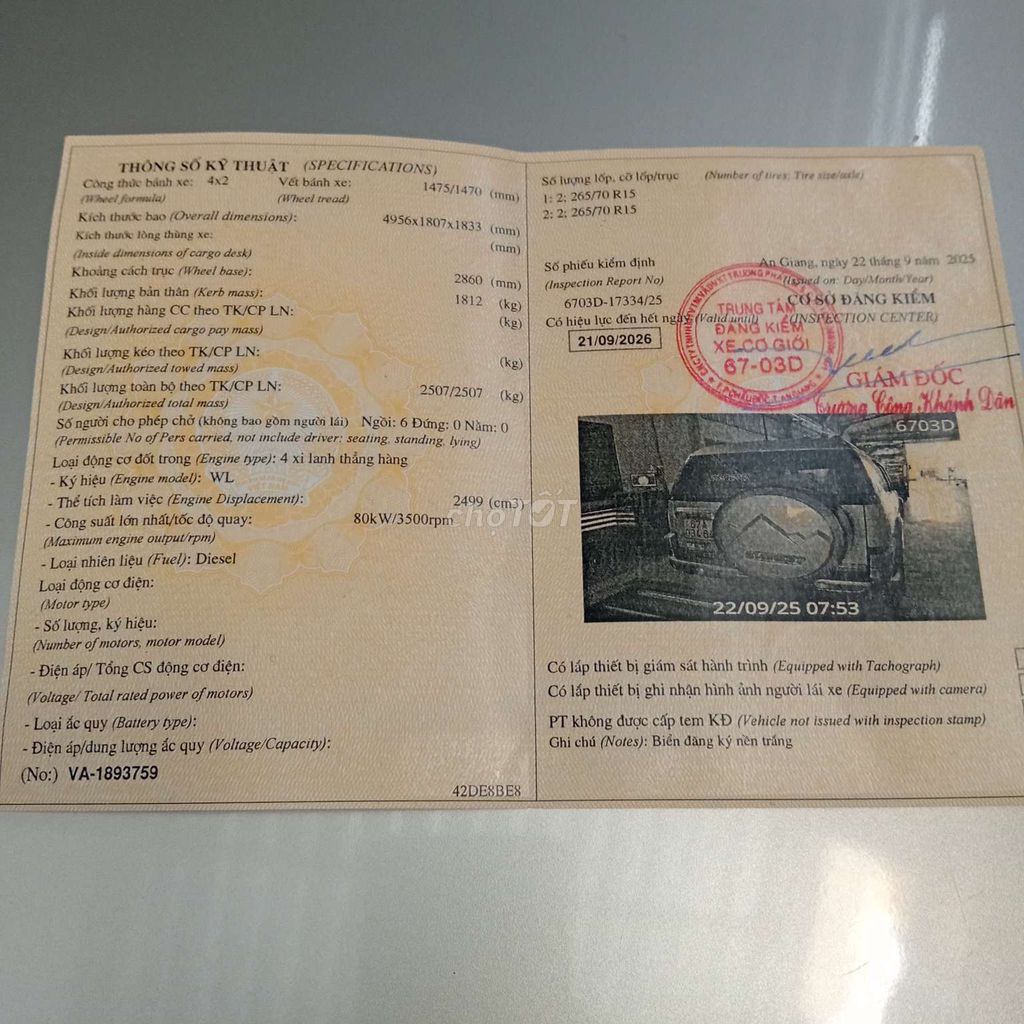 THÔNG SỐ KỸ THUẬT (SPECIFICATIONS)
Công thức bánh xe: 4x2 Vết bánh xe: 1475/1470 (mm)
(Wheel formula) (Wheel tread)
Kích thước bao (Overall dimensions): 4956x1807x1833 (mm)
Kích thước lòng thùng xe: (mm)
(Inside dimensions of cargo desk)
Khoảng cách trục (Wheel base): 2860 (mm)
Khối lượng bản thân (Kerb mass): 1812 (kg)
Khối lượng hàng CC theo TK/CP LN: (kg)
(Design/Authorized cargo pay mass)
Khối lượng kéo theo TK/CP LN: (kg)
(Design/Authorized towed mass)
Khối lượng toàn bộ theo TK/CP LN: 2507/2507 (kg)
(Design/Authorized total mass)
Số người cho phép chở (không bao gồm người lái) Ngồi: 6 Đứng: 0 Nằm: 0
(Permissible No of Pers carried, not include driver: seating, standing, lying)
Loại động cơ đốt trong (Engine type): 4 xi lanh thẳng hàng
- Ký hiệu (Engine model): WL
- Thể tích làm việc (Engine Displacement): 2499 (cm3)
- Công suất lớn nhất/tốc độ quay: 80kW/3500rpm
(Maximum engine output/rpm)
- Loại nhiên liệu (Fuel): Diesel
Loại động cơ điện:
(Motor type)
- Số lượng, ký hiệu:
(Number of motors, motor model)
- Điện áp/ Tổng CS động cơ điện:
(Voltage/ Total rated power of motors)
- Loại ắc quy (Battery type):
- Điện áp/dung lượng ắc quy (Voltage/Capacity):
(No:) VA-1893759
42DE8BE8
Số lượng lốp, cỡ lốp/trục (Number of tires; Tire size/axle)
1: 2; 265/70 R15
2: 2; 265/70 R15
An Giang, ngày 22 tháng 9 năm 2025
Số phiếu kiểm định (Issued on: Day/Month/Year)
(Inspection Report No) CƠ SỞ ĐĂNG KIỂM
6703D-17334/25 (INSPECTION CENTER)
Có hiệu lực đến hết ngày (Valid until)
21/09/2026
TRUNG TÂM
ĐĂNG KIỂM
XE CƠ GIỚI
67-03D
GIÁM ĐỐC
Trương Công Khánh Dân
6703D
67A
22/09/25 07:53
choTỐT
Có lắp thiết bị giám sát hành trình (Equipped with Tachograph)
Có lắp thiết bị ghi nhận hình ảnh người lái xe (Equipped with camera)
PT không được cấp tem KĐ (Vehicle not issued with inspection stamp)
Ghi chú (Notes): Biển đăng ký nền trắng